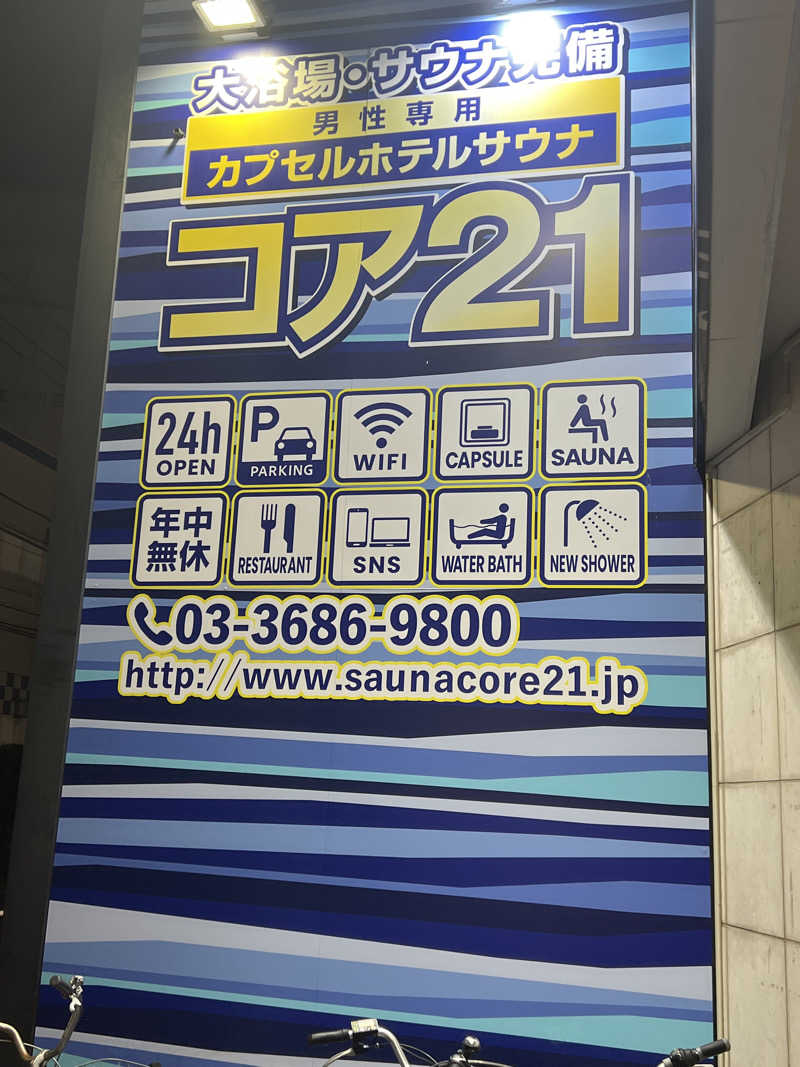 大浴場・サウナ完備
男性専用
カプセルホテルサウナ
コア21
24h OPEN
P PARKING
WIFI
CAPSULE
SAUNA
年中無休
RESTAURANT
SNS
WATER BATH
NEW SHOWER
03-3686-9800
http://www.saunacore21.jp